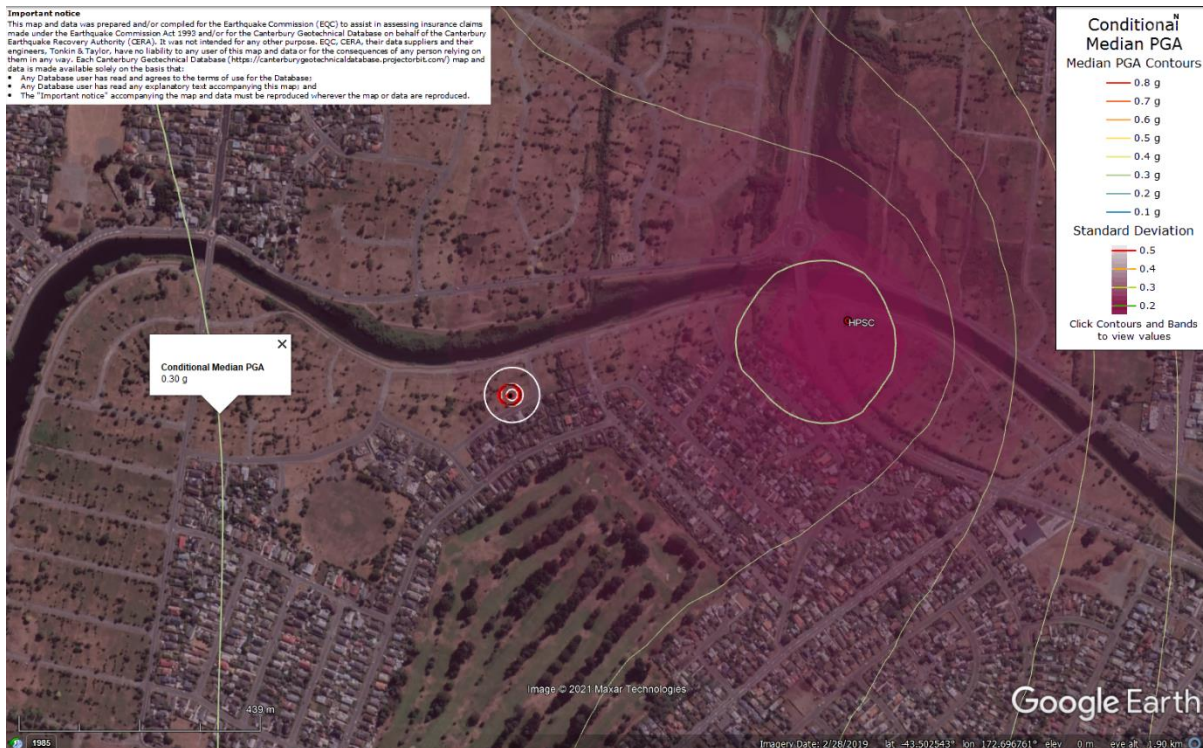 Important notice
This map and data was prepared and/or compiled for the Earthquake Commission (EQC) to assist in assessing insurance claims
made under the Earthquake Commission Act 1993 and/or for the Canterbury Geotechnical Database on behalf of the Canterbury
Earthquake Recovery Authority (CERA). It was not intended for any other purpose. EQC, CERA, their data suppliers and their
engineers, Tonkin & Taylor, have no liability to any user of this map and data or for the consequences of any person relying on
them in any way. Each Canterbury Geotechnical Database (https://canterburygeotechnicaldatabase.projectorbit.com/) map and
data is made available solely on the basis that:
• Any Database user has read and agrees to the terms of use for the Database;
• Any Database user has read any explanatory text accompanying this map; and
• The "Important notice" accompanying the map and data must be reproduced wherever the map or data are reproduced.
N
Conditional
Median PGA
Median PGA Contours
0.8 g
0.7 g
0.6 g
0.5 g
0.4 g
0.3 g
0.2 g
0.1 g
Standard Deviation
0.5
0.4
0.3
0.2
Click Contours and Bands
to view values
Conditional Median PGA
0.30 g
HPSC
Image © 2021 Maxar Technologies
Google Earth
439 m
1985
Imagery Date: 2/28/2019 lat -43.502543° lon 172.696761° elev 0 m eye alt 1.90 km